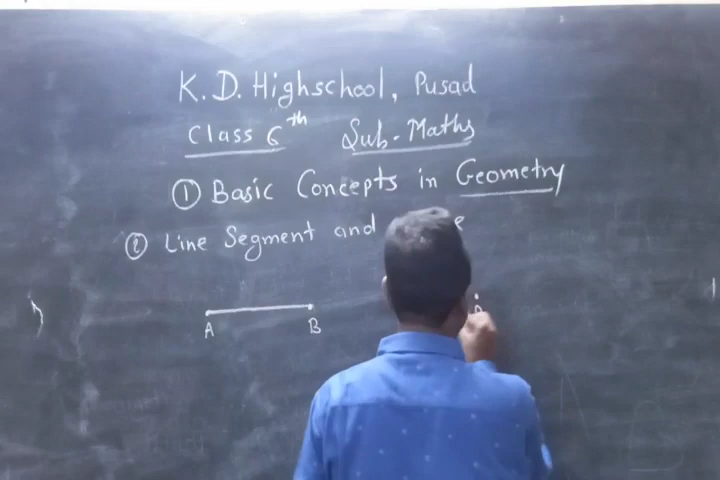 K.D. Highschool, Pusad
Class 6th Sub. Maths
① Basic Concepts in Geometry
② Line Segment and
A B